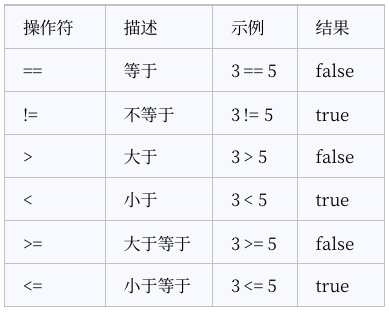 操作符 描述 示例 结果
== 等于 3 == 5 false
!= 不等于 3 != 5 true
> 大于 3 > 5 false
< 小于 3 < 5 true
>= 大于等于 3 >= 5 false
<= 小于等于 3 <= 5 true